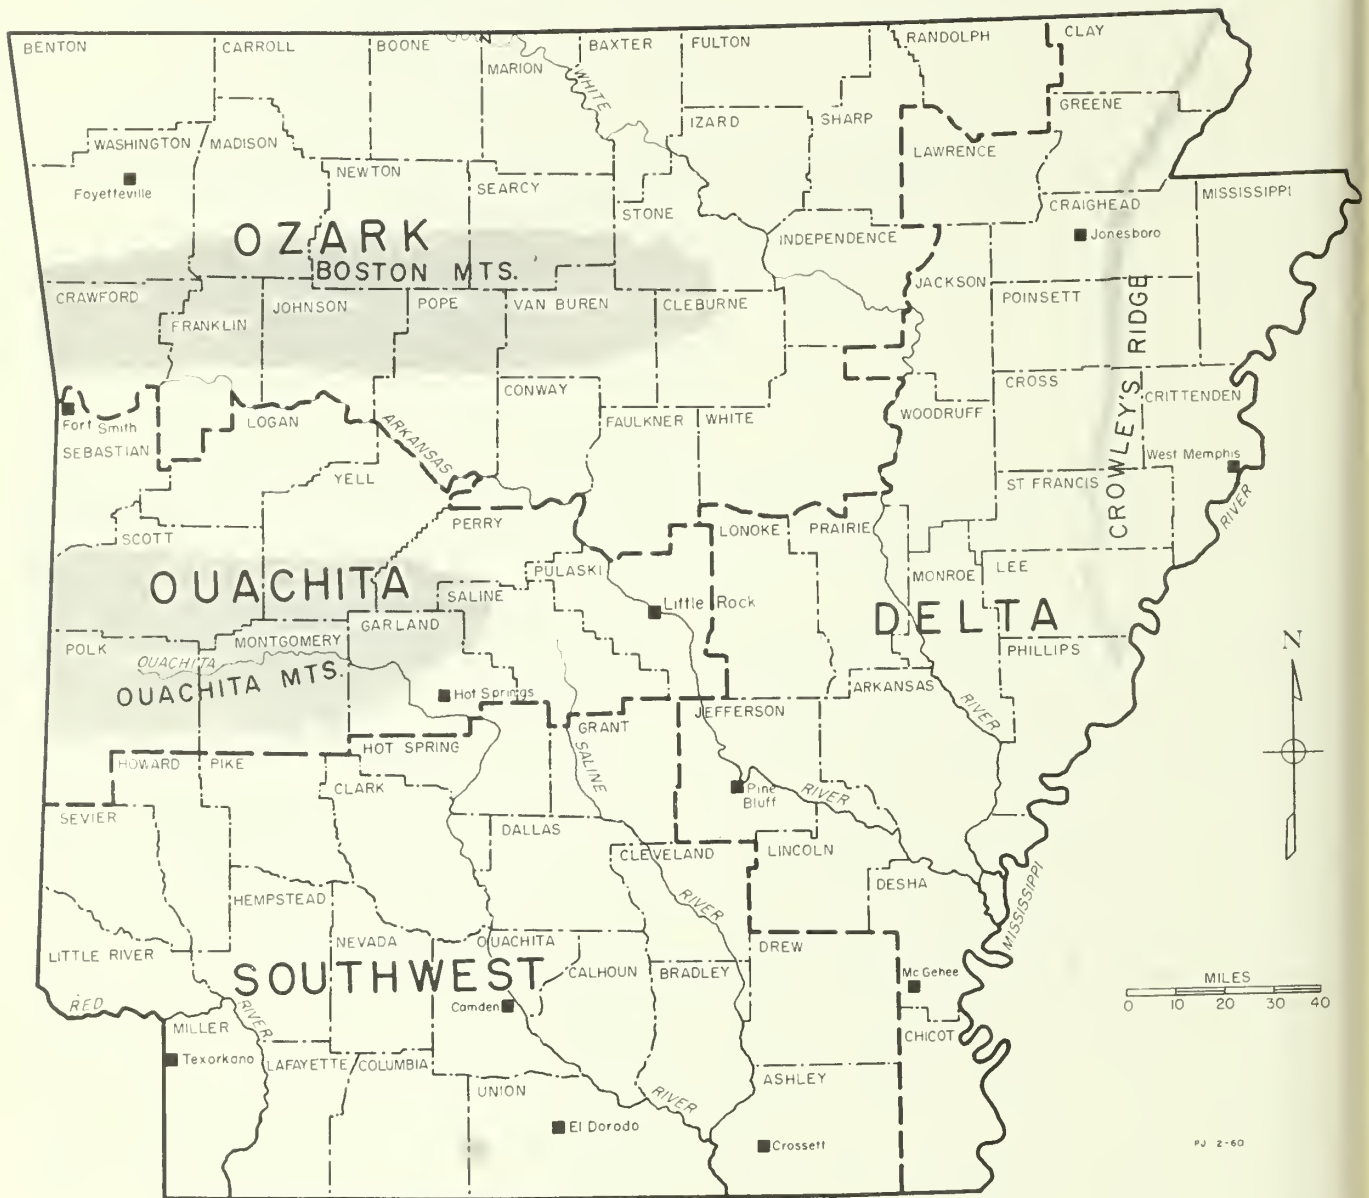 BENTON
CARROLL
BOONE
MARION
BAXTER
FULTON
RANDOLPH
CLAY
WHITE
GREENE
WASHINGTON
MADISON
IZARD
SHARP
LAWRENCE
Foyetteville
NEWTON
SEARCY
STONE
CRAIGHEAD
MISSISSIPPI
OZARK
INDEPENDENCE
Jonesboro
BOSTON MTS.
CRAWFORD
FRANKLIN
JOHNSON
POPE
VAN BUREN
CLEBURNE
JACKSON
POINSETT
CROWLEY'S RIDGE
CONWAY
CROSS
CRITTENDEN
Fort Smith
SEBASTIAN
LOGAN
ARKANSAS
FAULKNER
WHITE
WOODRUFF
West Memphis
YELL
ST FRANCIS
RIVER
SCOTT
PERRY
LONOKE
PRAIRIE
OUACHITA
SALINE
PULASKI
MONROE
LEE
Little Rock
DELTA
POLK
MONTGOMERY
GARLAND
PHILLIPS
N
OUACHITA
OUACHITA MTS.
Hot Springs
ARKANSAS
RIVER
HOT SPRING
GRANT
JEFFERSON
HOWARD
PIKE
SALINE
CLARK
Pine
Bluff
RIVER
SEVIER
DALLAS
CLEVELAND
LINCOLN
DESHA
HEMPSTEAD
RIVER
MISSISSIPPI
LITTLE RIVER
NEVADA
OUACHITA
DREW
SOUTHWEST
CALHOUN
BRADLEY
Mc Gehee
MILES
0 10 20 30 40
RED
RIVER
Camden
MILLER
CHICOT
Texorkono
LAFAYETTE
COLUMBIA
UNION
ASHLEY
RIVER
El Dorodo
Crossett
PJ 2-60